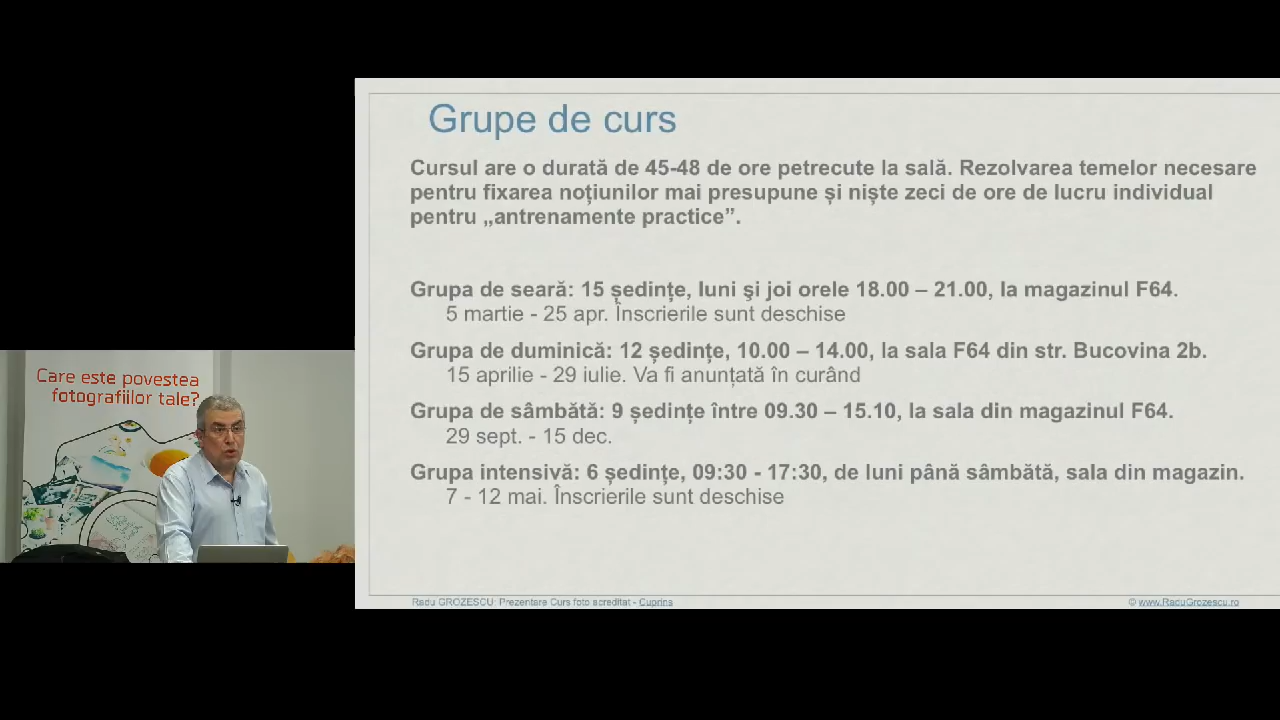 Grupe de curs
Cursul are o durată de 45-48 de ore petrecute la sală. Rezolvarea temelor necesare
pentru fixarea noțiunilor mai presupune și niște zeci de ore de lucru individual
pentru „antrenamente practice”.
Grupa de seară: 15 ședințe, luni şi joi orele 18.00 – 21.00, la magazinul F64.
5 martie - 25 apr. Înscrierile sunt deschise
Grupa de duminică: 12 ședințe, 10.00 – 14.00, la sala F64 din str. Bucovina 2b.
15 aprilie - 29 iulie. Va fi anunțată în curând
Grupa de sâmbătă: 9 ședințe între 09.30 – 15.10, la sala din magazinul F64.
29 sept. - 15 dec.
Grupa intensivă: 6 ședințe, 09:30 - 17:30, de luni până sâmbătă, sala din magazin.
7 - 12 mai. Înscrierile sunt deschise
Radu GROZESCU: Prezentare Curs foto acreditat - Cuprins
© www.RaduGrozescu.ro
Care este povestea
fotografiilor tale?